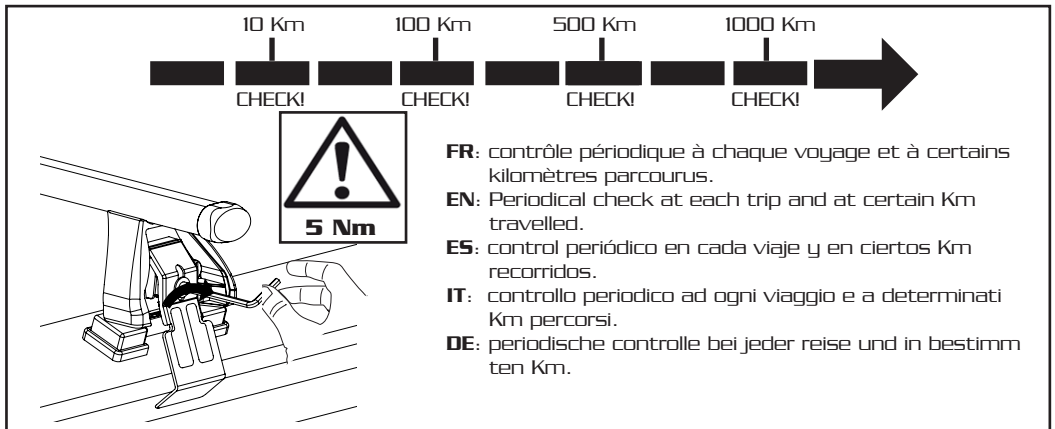 10 Km 100 Km 500 Km 1000 Km
CHECK! CHECK! CHECK! CHECK!
5 Nm
FR: contrôle périodique à chaque voyage et à certains
kilomètres parcourus.
EN: Periodical check at each trip and at certain Km
travelled.
ES: control periódico en cada viaje y en ciertos Km
recorridos.
IT: controllo periodico ad ogni viaggio e a determinati
Km percorsi.
DE: periodische controlle bei jeder reise und in bestimm
ten Km.